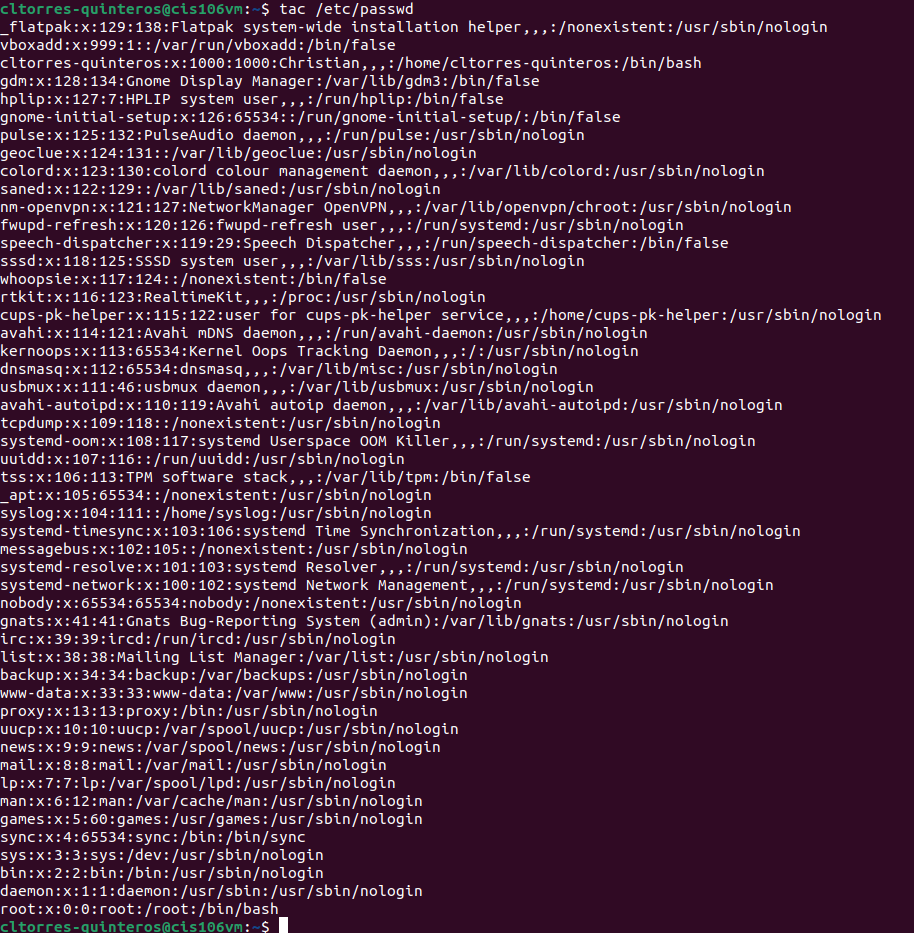 cltorres-quinteros@cis106vm:~$ tac /etc/passwd
_flatpak:x:129:138:Flatpak system-wide installation helper,,,:/nonexistent:/usr/sbin/nologin
vboxadd:x:999:1::/var/run/vboxadd:/bin/false
cltorres-quinteros:x:1000:1000:Christian,,,:/home/cltorres-quinteros:/bin/bash
gdm:x:128:134:Gnome Display Manager:/var/lib/gdm3:/bin/false
hplip:x:127:7:HPLIP system user,,,:/run/hplip:/bin/false
gnome-initial-setup:x:126:65534::/run/gnome-initial-setup/:/bin/false
pulse:x:125:132:PulseAudio daemon,,,:/run/pulse:/usr/sbin/nologin
geoclue:x:124:131::/var/lib/geoclue:/usr/sbin/nologin
colord:x:123:130:colord colour management daemon,,,:/var/lib/colord:/usr/sbin/nologin
saned:x:122:129::/var/lib/saned:/usr/sbin/nologin
nm-openvpn:x:121:127:NetworkManager OpenVPN,,,:/var/lib/openvpn/chroot:/usr/sbin/nologin
fwupd-refresh:x:120:126:fwupd-refresh user,,,:/run/systemd:/usr/sbin/nologin
speech-dispatcher:x:119:29:Speech Dispatcher,,,:/run/speech-dispatcher:/bin/false
sssd:x:118:125:SSSD system user,,,:/var/lib/sss:/usr/sbin/nologin
whoopsie:x:117:124::/nonexistent:/bin/false
rtkit:x:116:123:RealtimeKit,,,:/proc:/usr/sbin/nologin
cups-pk-helper:x:115:122:user for cups-pk-helper service,,,:/home/cups-pk-helper:/usr/sbin/nologin
avahi:x:114:121:Avahi mDNS daemon,,,:/run/avahi-daemon:/usr/sbin/nologin
kernoops:x:113:65534:Kernel Oops Tracking Daemon,,,:/:/usr/sbin/nologin
dnsmasq:x:112:65534:dnsmasq,,,:/var/lib/misc:/usr/sbin/nologin
usbmux:x:111:46:usbmux daemon,,,:/var/lib/usbmux:/usr/sbin/nologin
avahi-autoipd:x:110:119:Avahi autoip daemon,,,:/var/lib/avahi-autoipd:/usr/sbin/nologin
tcpdump:x:109:118::/nonexistent:/usr/sbin/nologin
systemd-oom:x:108:117:systemd Userspace OOM Killer,,,:/run/systemd:/usr/sbin/nologin
uuidd:x:107:116::/run/uuidd:/usr/sbin/nologin
tss:x:106:113:TPM software stack,,,:/var/lib/tpm:/bin/false
_apt:x:105:65534::/nonexistent:/usr/sbin/nologin
syslog:x:104:111::/home/syslog:/usr/sbin/nologin
systemd-timesync:x:103:106:systemd Time Synchronization,,,:/run/systemd:/usr/sbin/nologin
messagebus:x:102:105::/nonexistent:/usr/sbin/nologin
systemd-resolve:x:101:103:systemd Resolver,,,:/run/systemd:/usr/sbin/nologin
systemd-network:x:100:102:systemd Network Management,,,:/run/systemd:/usr/sbin/nologin
nobody:x:65534:65534:nobody:/nonexistent:/usr/sbin/nologin
gnats:x:41:41:Gnats Bug-Reporting System (admin):/var/lib/gnats:/usr/sbin/nologin
irc:x:39:39:ircd:/run/ircd:/usr/sbin/nologin
list:x:38:38:Mailing List Manager:/var/list:/usr/sbin/nologin
backup:x:34:34:backup:/var/backups:/usr/sbin/nologin
www-data:x:33:33:www-data:/var/www:/usr/sbin/nologin
proxy:x:13:13:proxy:/bin:/usr/sbin/nologin
uucp:x:10:10:uucp:/var/spool/uucp:/usr/sbin/nologin
news:x:9:9:news:/var/spool/news:/usr/sbin/nologin
mail:x:8:8:mail:/var/mail:/usr/sbin/nologin
lp:x:7:7:lp:/var/spool/lpd:/usr/sbin/nologin
man:x:6:12:man:/var/cache/man:/usr/sbin/nologin
games:x:5:60:games:/usr/games:/usr/sbin/nologin
sync:x:4:65534:sync:/bin:/bin/sync
sys:x:3:3:sys:/dev:/usr/sbin/nologin
bin:x:2:2:bin:/bin:/usr/sbin/nologin
daemon:x:1:1:daemon:/usr/sbin:/usr/sbin/nologin
root:x:0:0:root:/root:/bin/bash
cltorres-quinteros@cis106vm:~$